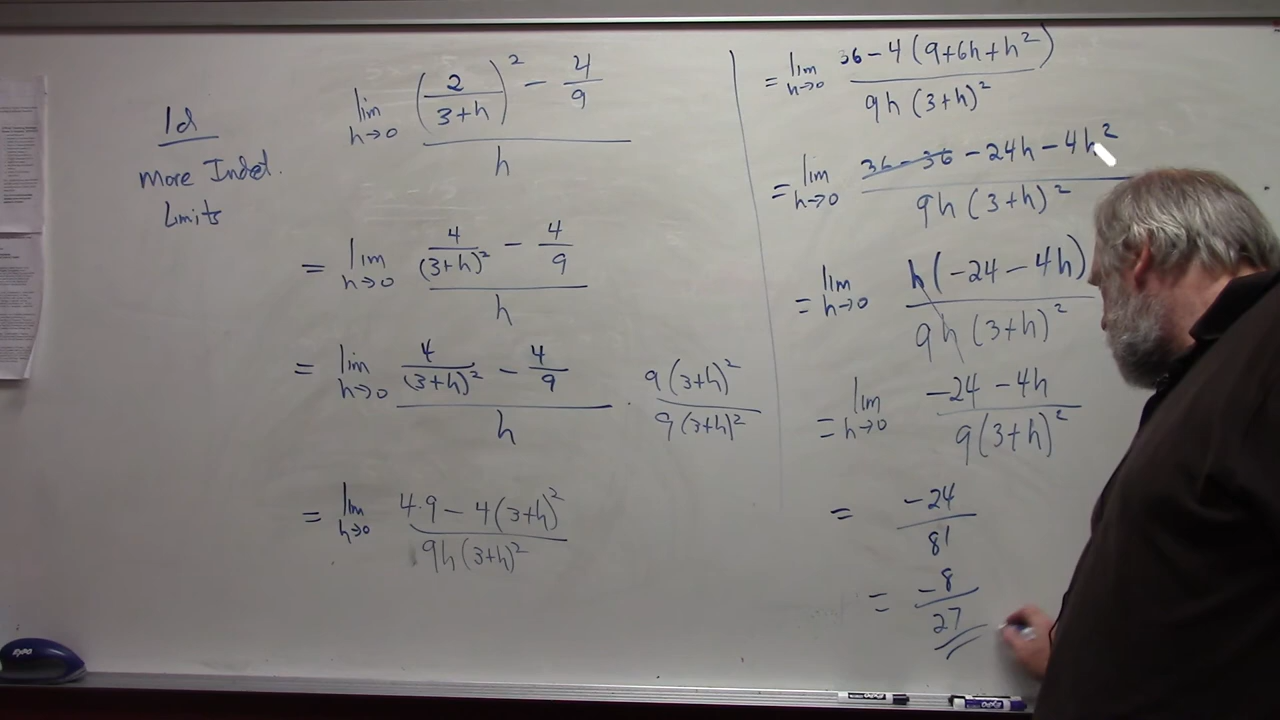 1d
More Indet.
Limits
lim h→0 ((2/(3+h))² − 4/9)/h
= lim h→0 (4/(3+h)² − 4/9)/h
= lim h→0 (4/(3+h)² − 4/9)/h · 9(3+h)²/9(3+h)²
= lim h→0 (4·9 − 4(3+h)²)/(9h(3+h)²)
= lim h→0 (36 − 4(9+6h+h²))/(9h(3+h)²)
= lim h→0 (36 − 36 − 24h − 4h²)/(9h(3+h)²)
= lim h→0 h(−24 − 4h)/(9h(3+h)²)
= lim h→0 (−24 − 4h)/(9(3+h)²)
= −24/81
= −8/27
EXPO
EXPO